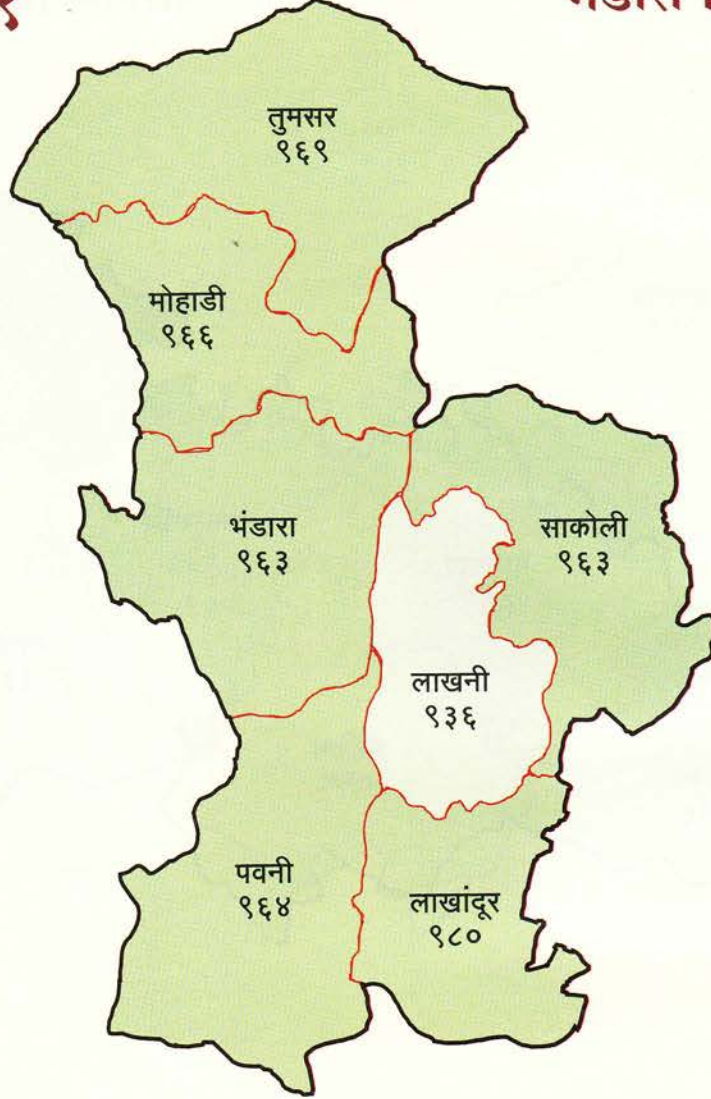 तुमसर
९६९
मोहाडी
९६६
भंडारा
९६३
साकोली
९६३
लाखनी
९३६
पवनी
९६४
लाखांदूर
९८०